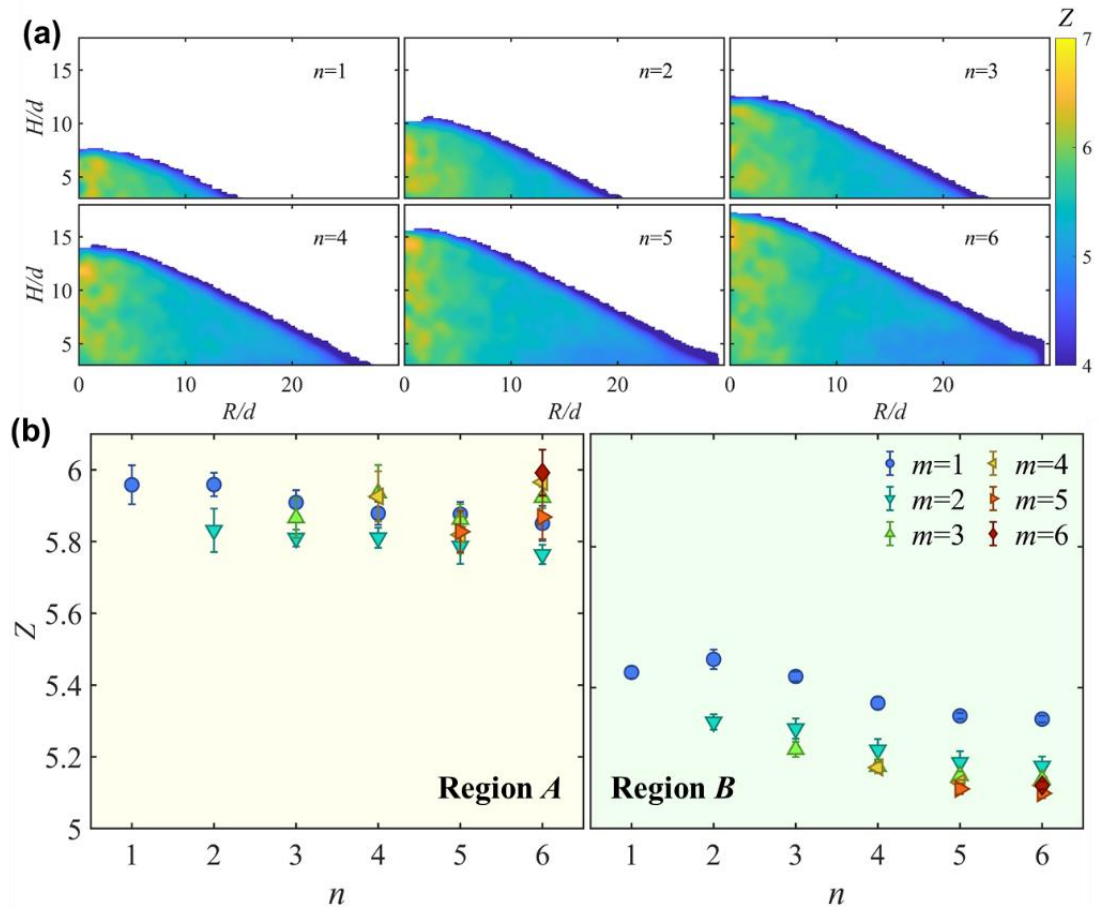 (a)
Z
n=1
n=2
n=3
7
15
10
5
H/d
6
n=4
n=5
n=6
15
10
5
H/d
5
4
0 10 20
0 10 20
0 10 20
R/d
R/d
R/d
(b)
6
5.8
5.6
5.4
5.2
5
Z
m=1 m=4
m=2 m=5
m=3 m=6
Region A
Region B
1 2 3 4 5 6
1 2 3 4 5 6
n
n